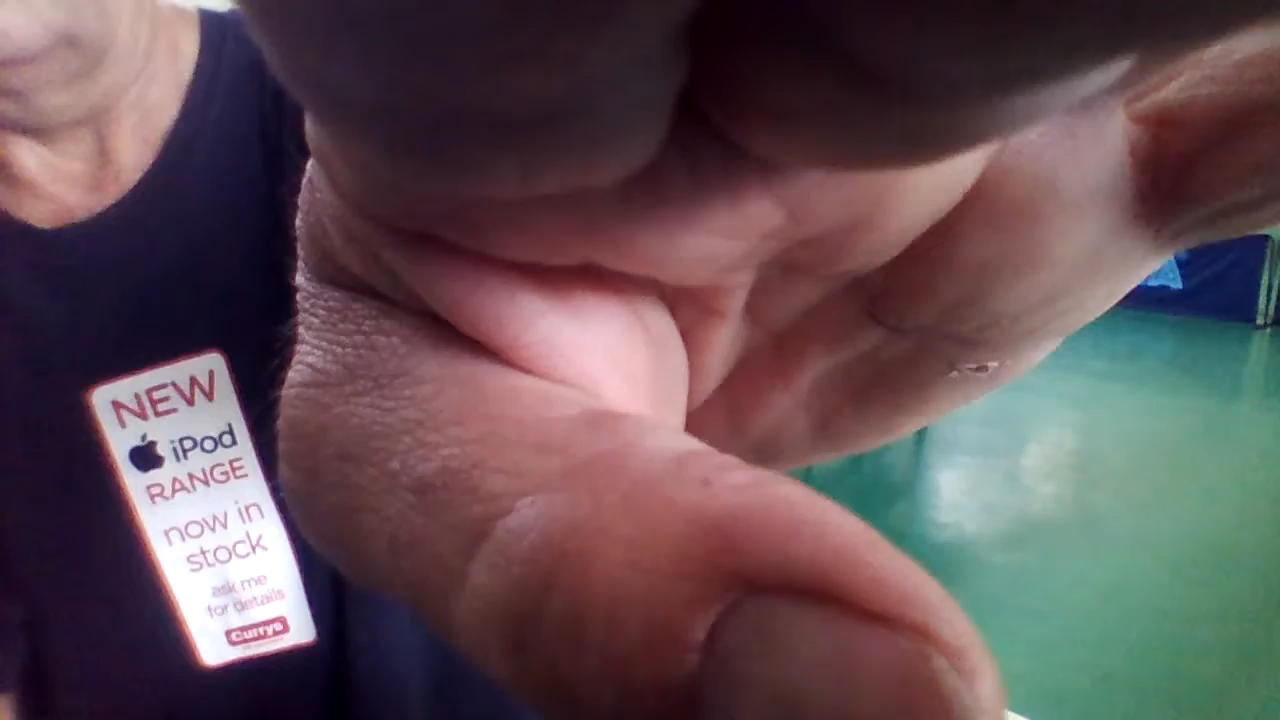 NEW
iPod
RANGE
now in
stock
ask me
for details
Currys